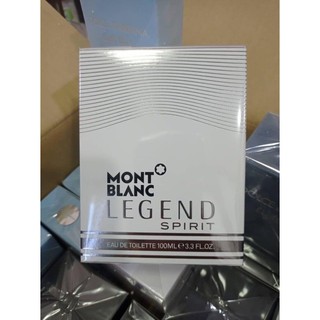 MONT
BLANC
LEGEND
SPIRIT
EAU DE TOILETTE 100ML ℮ 3.3 FL.OZ.